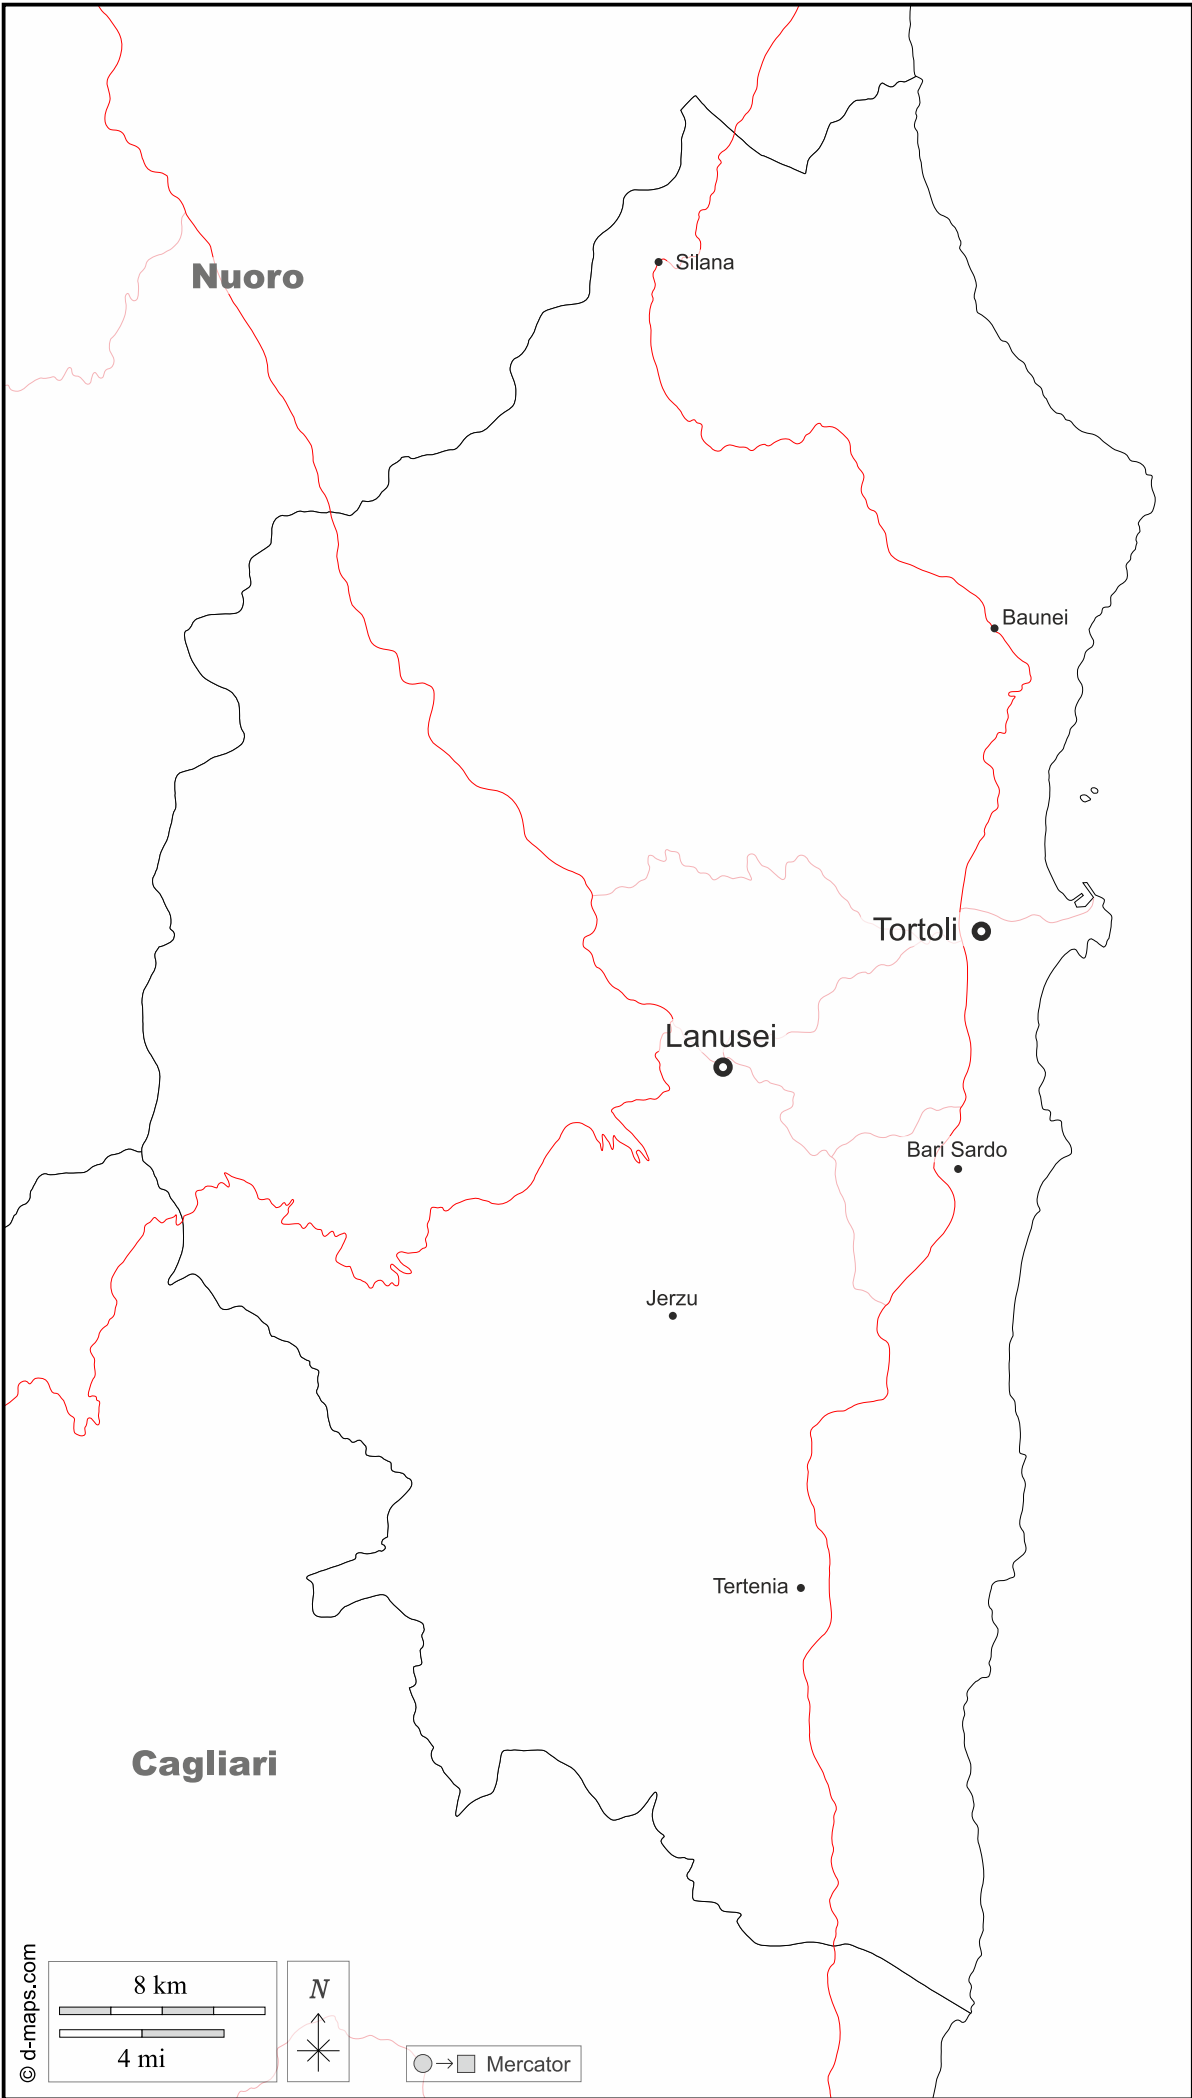 Silana
Nuoro
Baunei
Tortoli
Lanusei
Bari Sardo
Jerzu
Tertenia
Cagliari
© d-maps.com
8 km
4 mi
N
Mercator